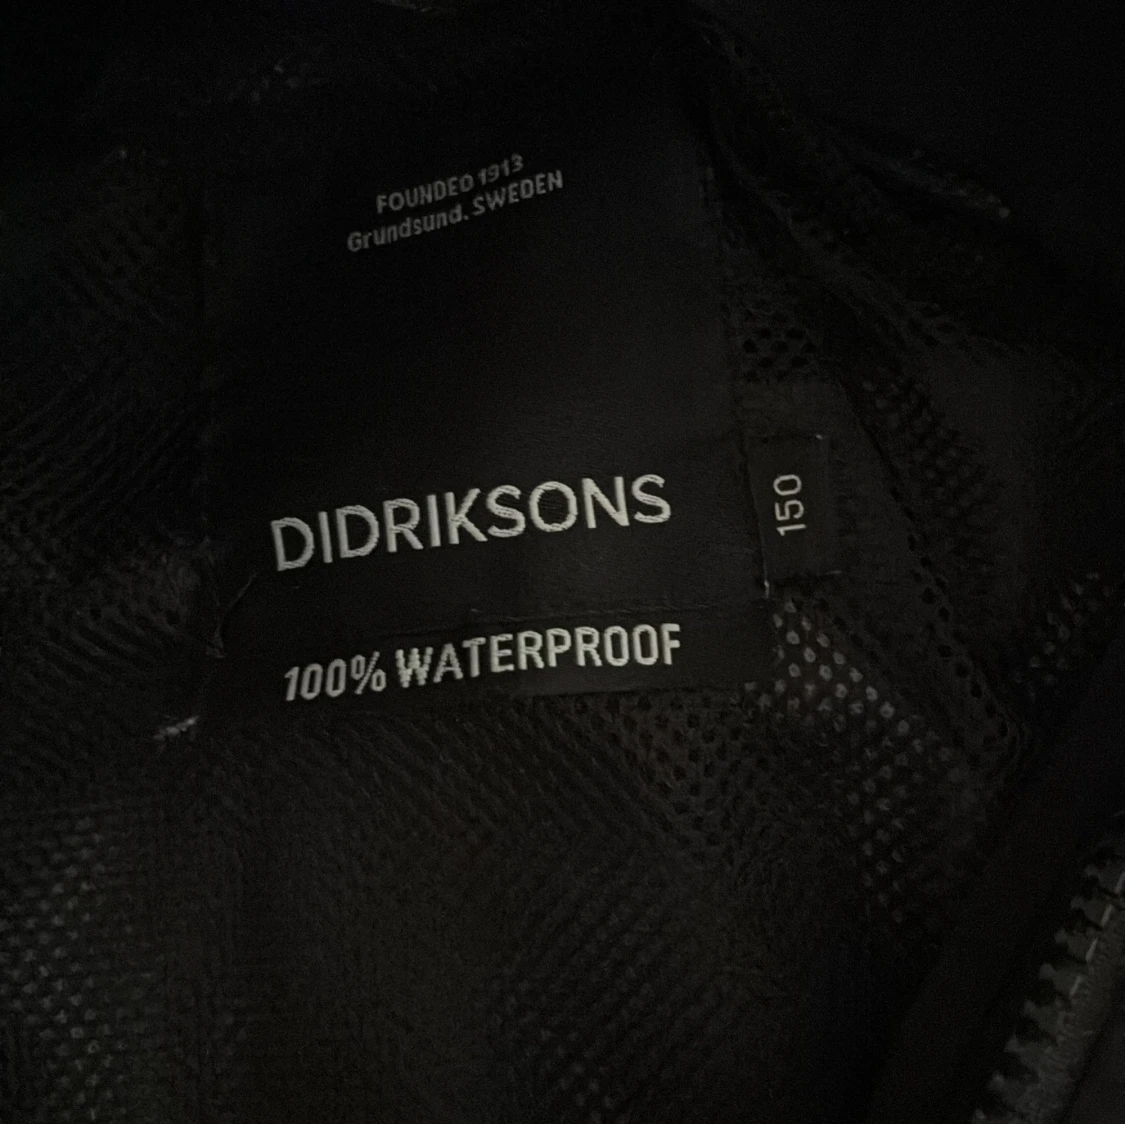 FOUNDED 1913
Grundsund. SWEDEN
DIDRIKSONS
150
100% WATERPROOF